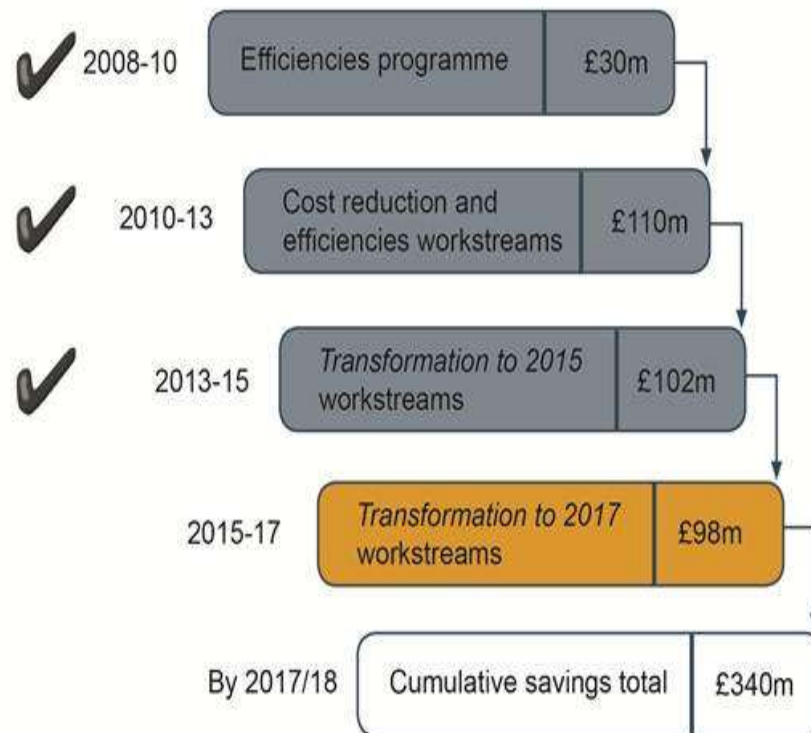 2008-10 Efficiencies programme £30m
2010-13 Cost reduction and
efficiencies workstreams £110m
2013-15 Transformation to 2015
workstreams £102m
2015-17 Transformation to 2017
workstreams £98m
By 2017/18 Cumulative savings total £340m